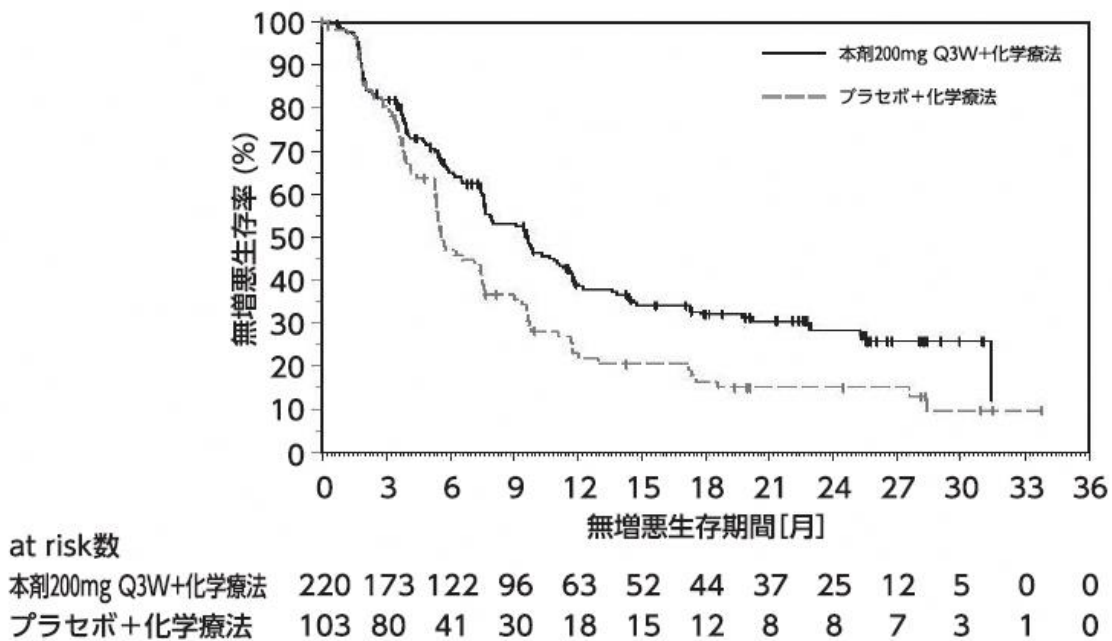 無増悪生存率 (%)
100
90
80
70
60
50
40
30
20
10
0
本剤200mg Q3W+化学療法
プラセボ+化学療法
0 3 6 9 12 15 18 21 24 27 30 33 36
無増悪生存期間[月]
at risk数
本剤200mg Q3W+化学療法 220 173 122 96 63 52 44 37 25 12 5 0 0
プラセボ+化学療法 103 80 41 30 18 15 12 8 8 7 3 1 0